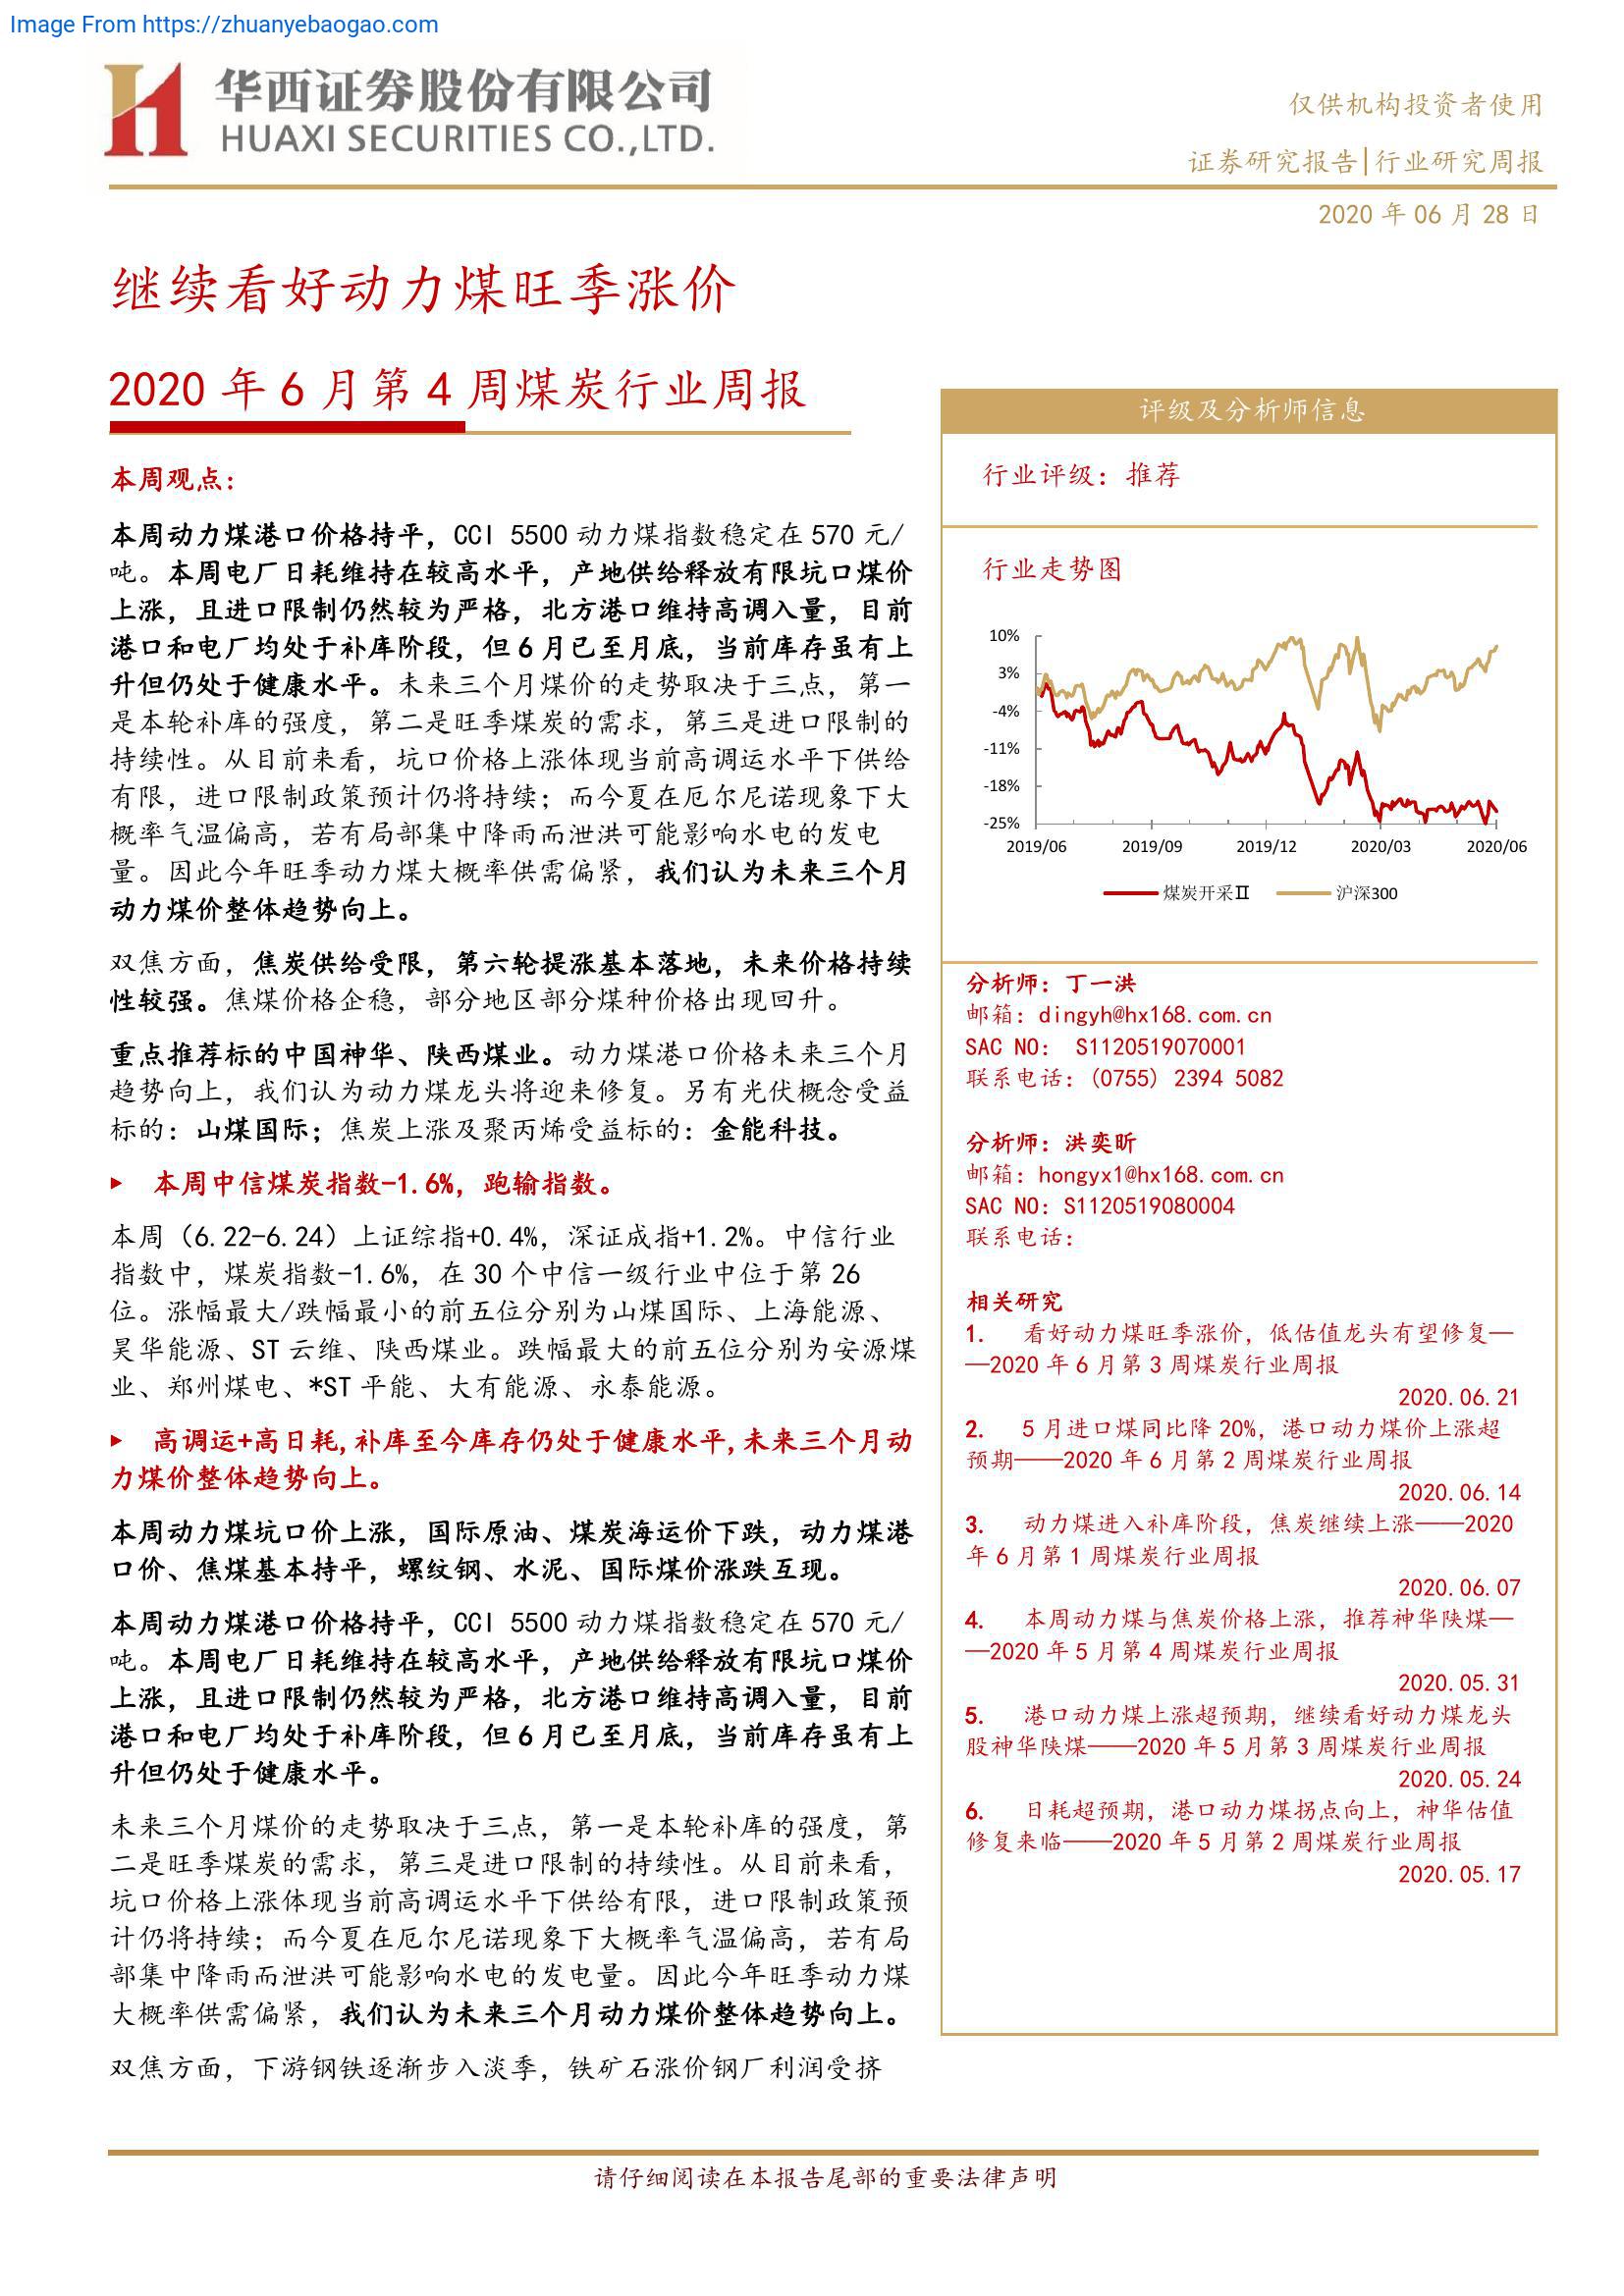 Image From https://zhuanyebaogao.com
华西证券股份有限公司
HUAXI SECURITIES CO.,LTD.
仅供机构投资者使用
证券研究报告|行业研究周报
2020 年 06 月 28 日
继续看好动力煤旺季涨价
2020 年 6 月第 4 周煤炭行业周报
本周观点：
本周动力煤港口价格持平，CCI 5500 动力煤指数稳定在 570 元/
吨。本周电厂日耗维持在较高水平，产地供给释放有限坑口煤价
上涨，且进口限制仍然较为严格，北方港口维持高调入量，目前
港口和电厂均处于补库阶段，但 6 月已至月底，当前库存虽有上
升但仍处于健康水平。未来三个月煤价的走势取决于三点，第一
是本轮补库的强度，第二是旺季煤炭的需求，第三是进口限制的
持续性。从目前来看，坑口价格上涨体现当前高调运水平下供给
有限，进口限制政策预计仍将持续；而今夏在厄尔尼诺现象下大
概率气温偏高，若有局部集中降雨而泄洪可能影响水电的发电
量。因此今年旺季动力煤大概率供需偏紧，我们认为未来三个月
动力煤价整体趋势向上。
双焦方面，焦炭供给受限，第六轮提涨基本落地，未来价格持续
性较强。焦煤价格企稳，部分地区部分煤种价格出现回升。
重点推荐标的中国神华、陕西煤业。动力煤港口价格未来三个月
趋势向上，我们认为动力煤龙头将迎来修复。另有光伏概念受益
标的：山煤国际；焦炭上涨及聚丙烯受益标的：金能科技。
▶ 本周中信煤炭指数-1.6%，跑输指数。
本周（6.22-6.24）上证综指+0.4%，深证成指+1.2%。中信行业
指数中，煤炭指数-1.6%，在 30 个中信一级行业中位于第 26
位。涨幅最大/跌幅最小的前五位分别为山煤国际、上海能源、
昊华能源、ST 云维、陕西煤业。跌幅最大的前五位分别为安源煤
业、郑州煤电、*ST 平能、大有能源、永泰能源。
▶ 高调运+高日耗,补库至今库存仍处于健康水平,未来三个月动
力煤价整体趋势向上。
本周动力煤坑口价上涨，国际原油、煤炭海运价下跌，动力煤港
口价、焦煤基本持平，螺纹钢、水泥、国际煤价涨跌互现。
本周动力煤港口价格持平，CCI 5500 动力煤指数稳定在 570 元/
吨。本周电厂日耗维持在较高水平，产地供给释放有限坑口煤价
上涨，且进口限制仍然较为严格，北方港口维持高调入量，目前
港口和电厂均处于补库阶段，但 6 月已至月底，当前库存虽有上
升但仍处于健康水平。
未来三个月煤价的走势取决于三点，第一是本轮补库的强度，第
二是旺季煤炭的需求，第三是进口限制的持续性。从目前来看，
坑口价格上涨体现当前高调运水平下供给有限，进口限制政策预
计仍将持续；而今夏在厄尔尼诺现象下大概率气温偏高，若有局
部集中降雨而泄洪可能影响水电的发电量。因此今年旺季动力煤
大概率供需偏紧，我们认为未来三个月动力煤价整体趋势向上。
双焦方面，下游钢铁逐渐步入淡季，铁矿石涨价钢厂利润受挤
评级及分析师信息
行业评级：推荐
行业走势图
10%
3%
-4%
-11%
-18%
-25%
2019/06 2019/09 2019/12 2020/03 2020/06
煤炭开采Ⅱ 沪深300
分析师：丁一洪
邮箱：dingyh@hx168.com.cn
SAC NO： S1120519070001
联系电话：(0755) 2394 5082
分析师：洪奕昕
邮箱：hongyx1@hx168.com.cn
SAC NO：S1120519080004
联系电话：
相关研究
1. 看好动力煤旺季涨价，低估值龙头有望修复—
—2020 年 6 月第 3 周煤炭行业周报
2020.06.21
2. 5 月进口煤同比降 20%，港口动力煤价上涨超
预期——2020 年 6 月第 2 周煤炭行业周报
2020.06.14
3. 动力煤进入补库阶段，焦炭继续上涨——2020
年 6 月第 1 周煤炭行业周报
2020.06.07
4. 本周动力煤与焦炭价格上涨，推荐神华陕煤—
—2020 年 5 月第 4 周煤炭行业周报
2020.05.31
5. 港口动力煤上涨超预期，继续看好动力煤龙头
股神华陕煤——2020 年 5 月第 3 周煤炭行业周报
2020.05.24
6. 日耗超预期，港口动力煤拐点向上，神华估值
修复来临——2020 年 5 月第 2 周煤炭行业周报
2020.05.17
请仔细阅读在本报告尾部的重要法律声明